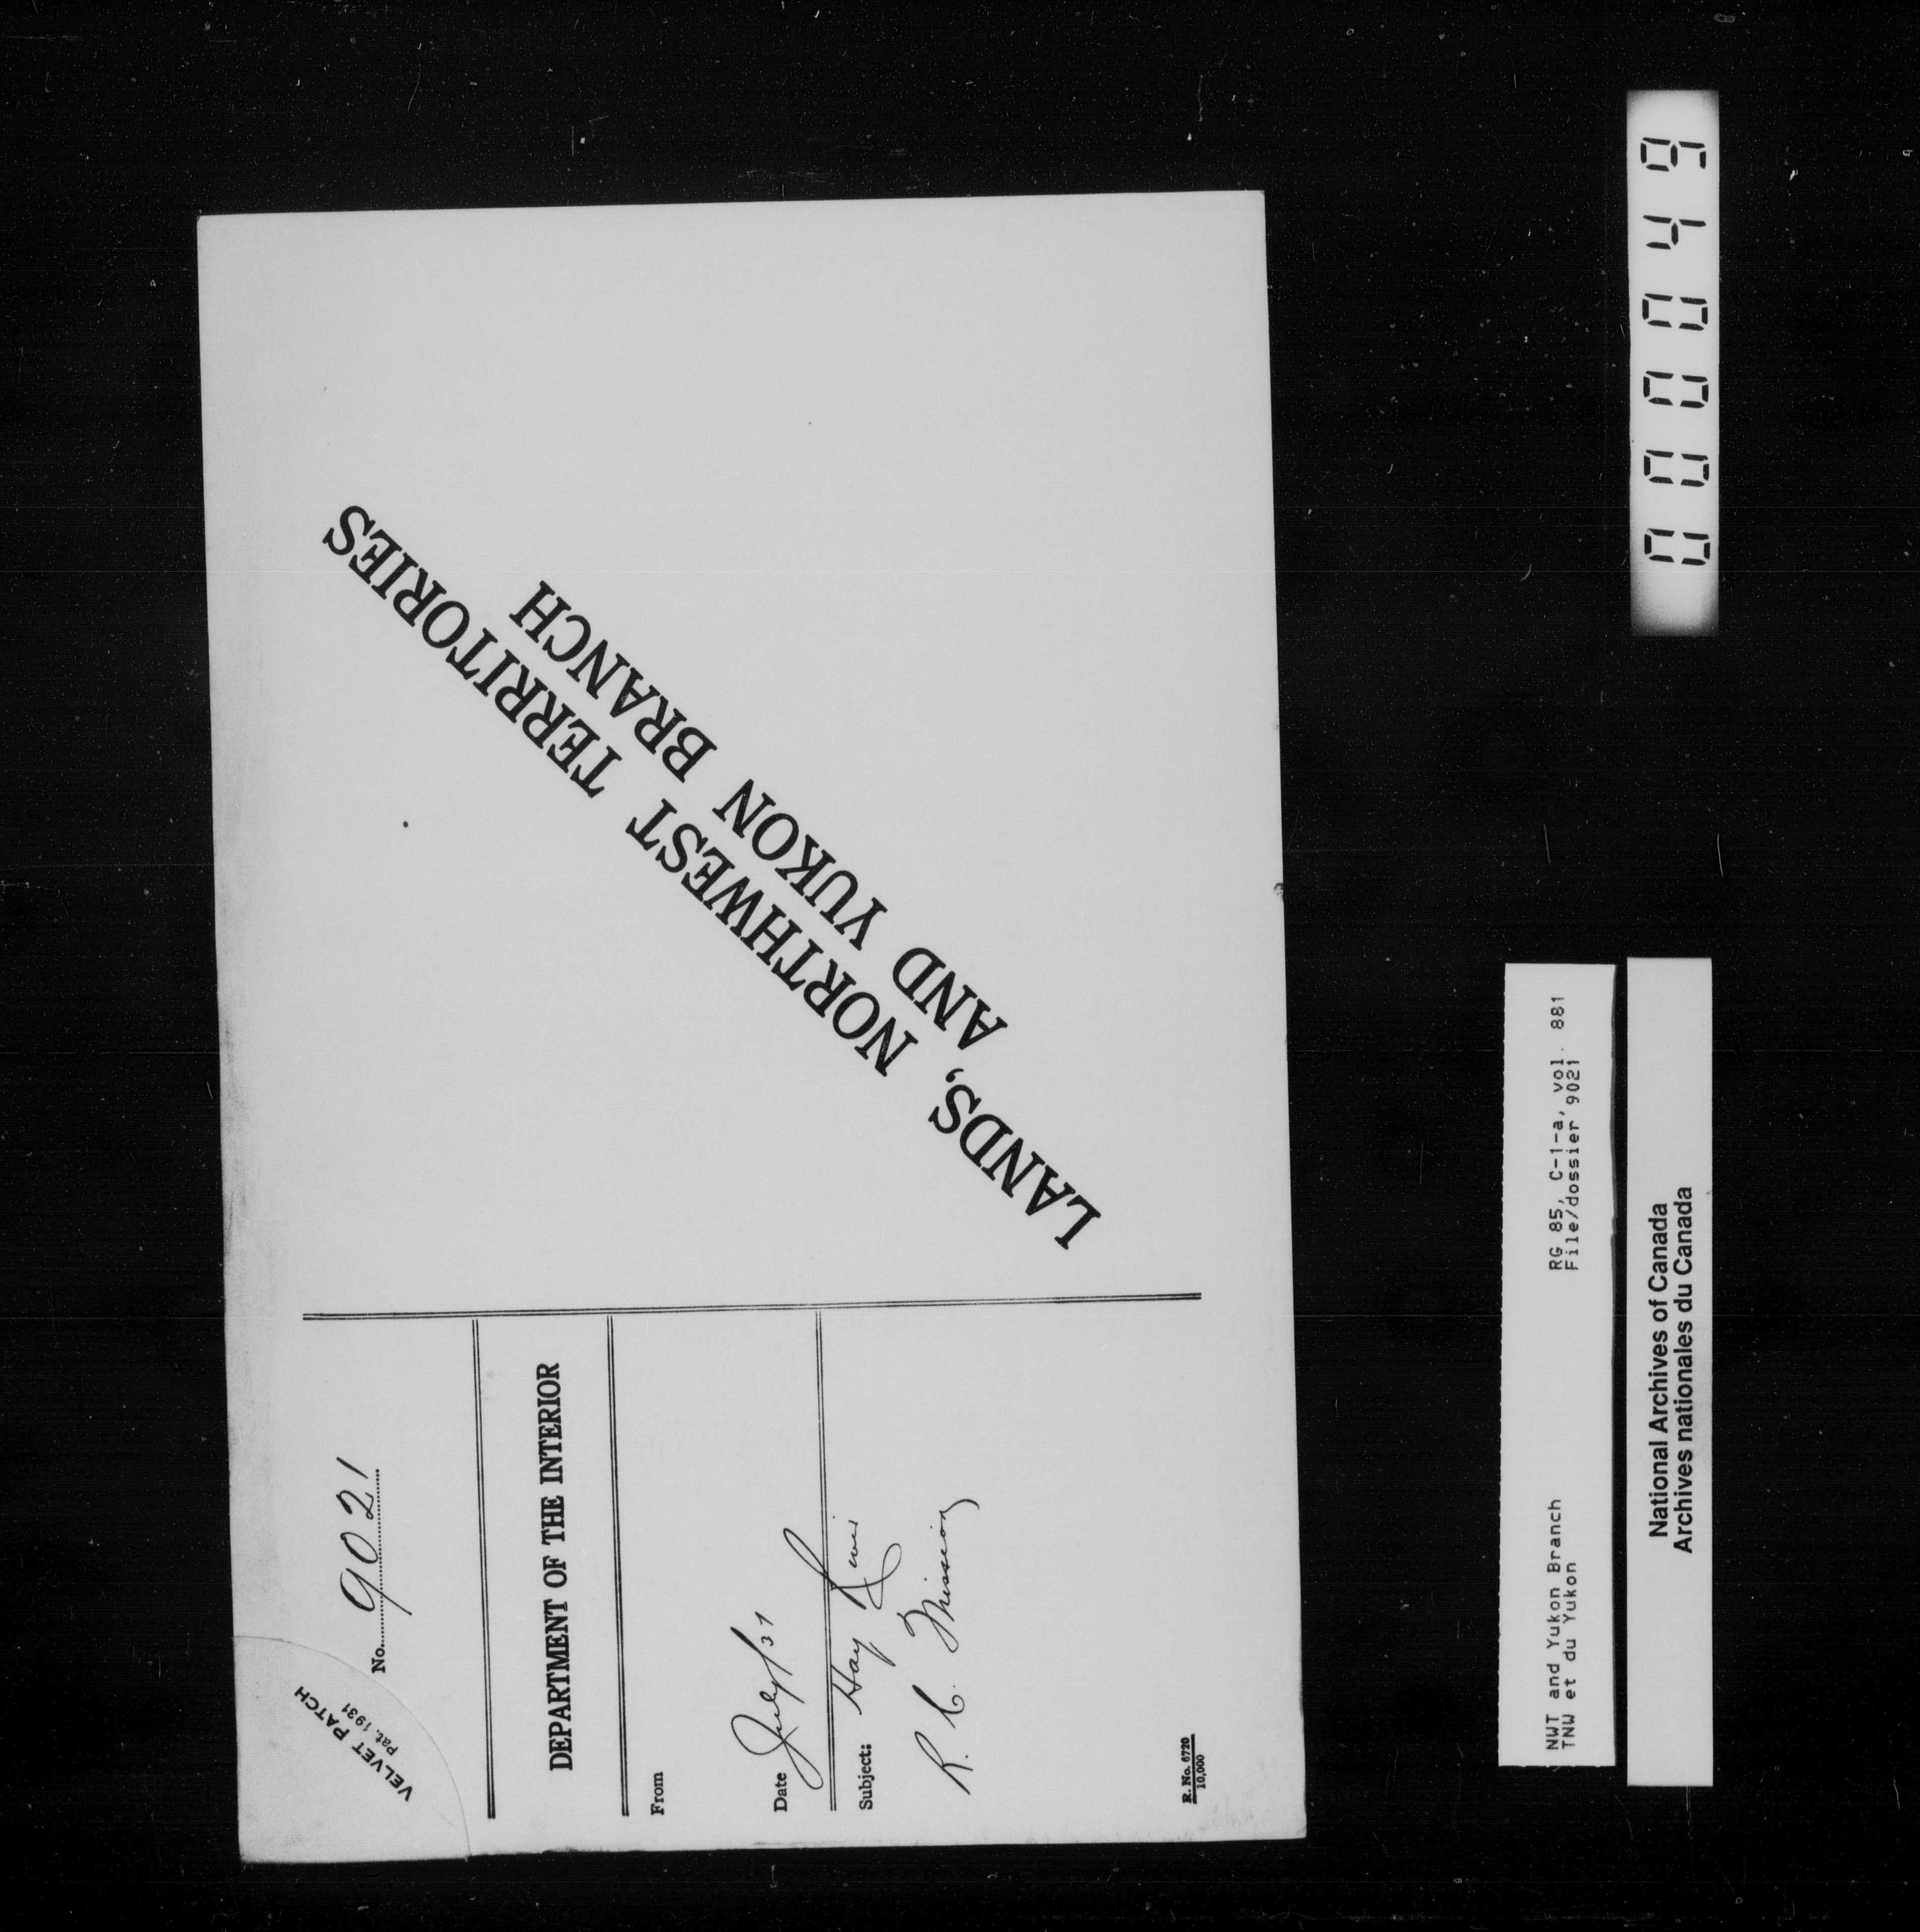 VELVET PATCH
Pat. 1931
No. 9021
DEPARTMENT OF THE INTERIOR
From
Date July/31
Subject: Hay River
R. C. Mission
R. No. 6720
10,000
LANDS, NORTHWEST TERRITORIES
AND YUKON BRANCH
NWT and Yukon Branch
TNW et du Yukon
RG 85, C-1-a, vol. 881
File/dossier 9021
National Archives of Canada
Archives nationales du Canada
000049